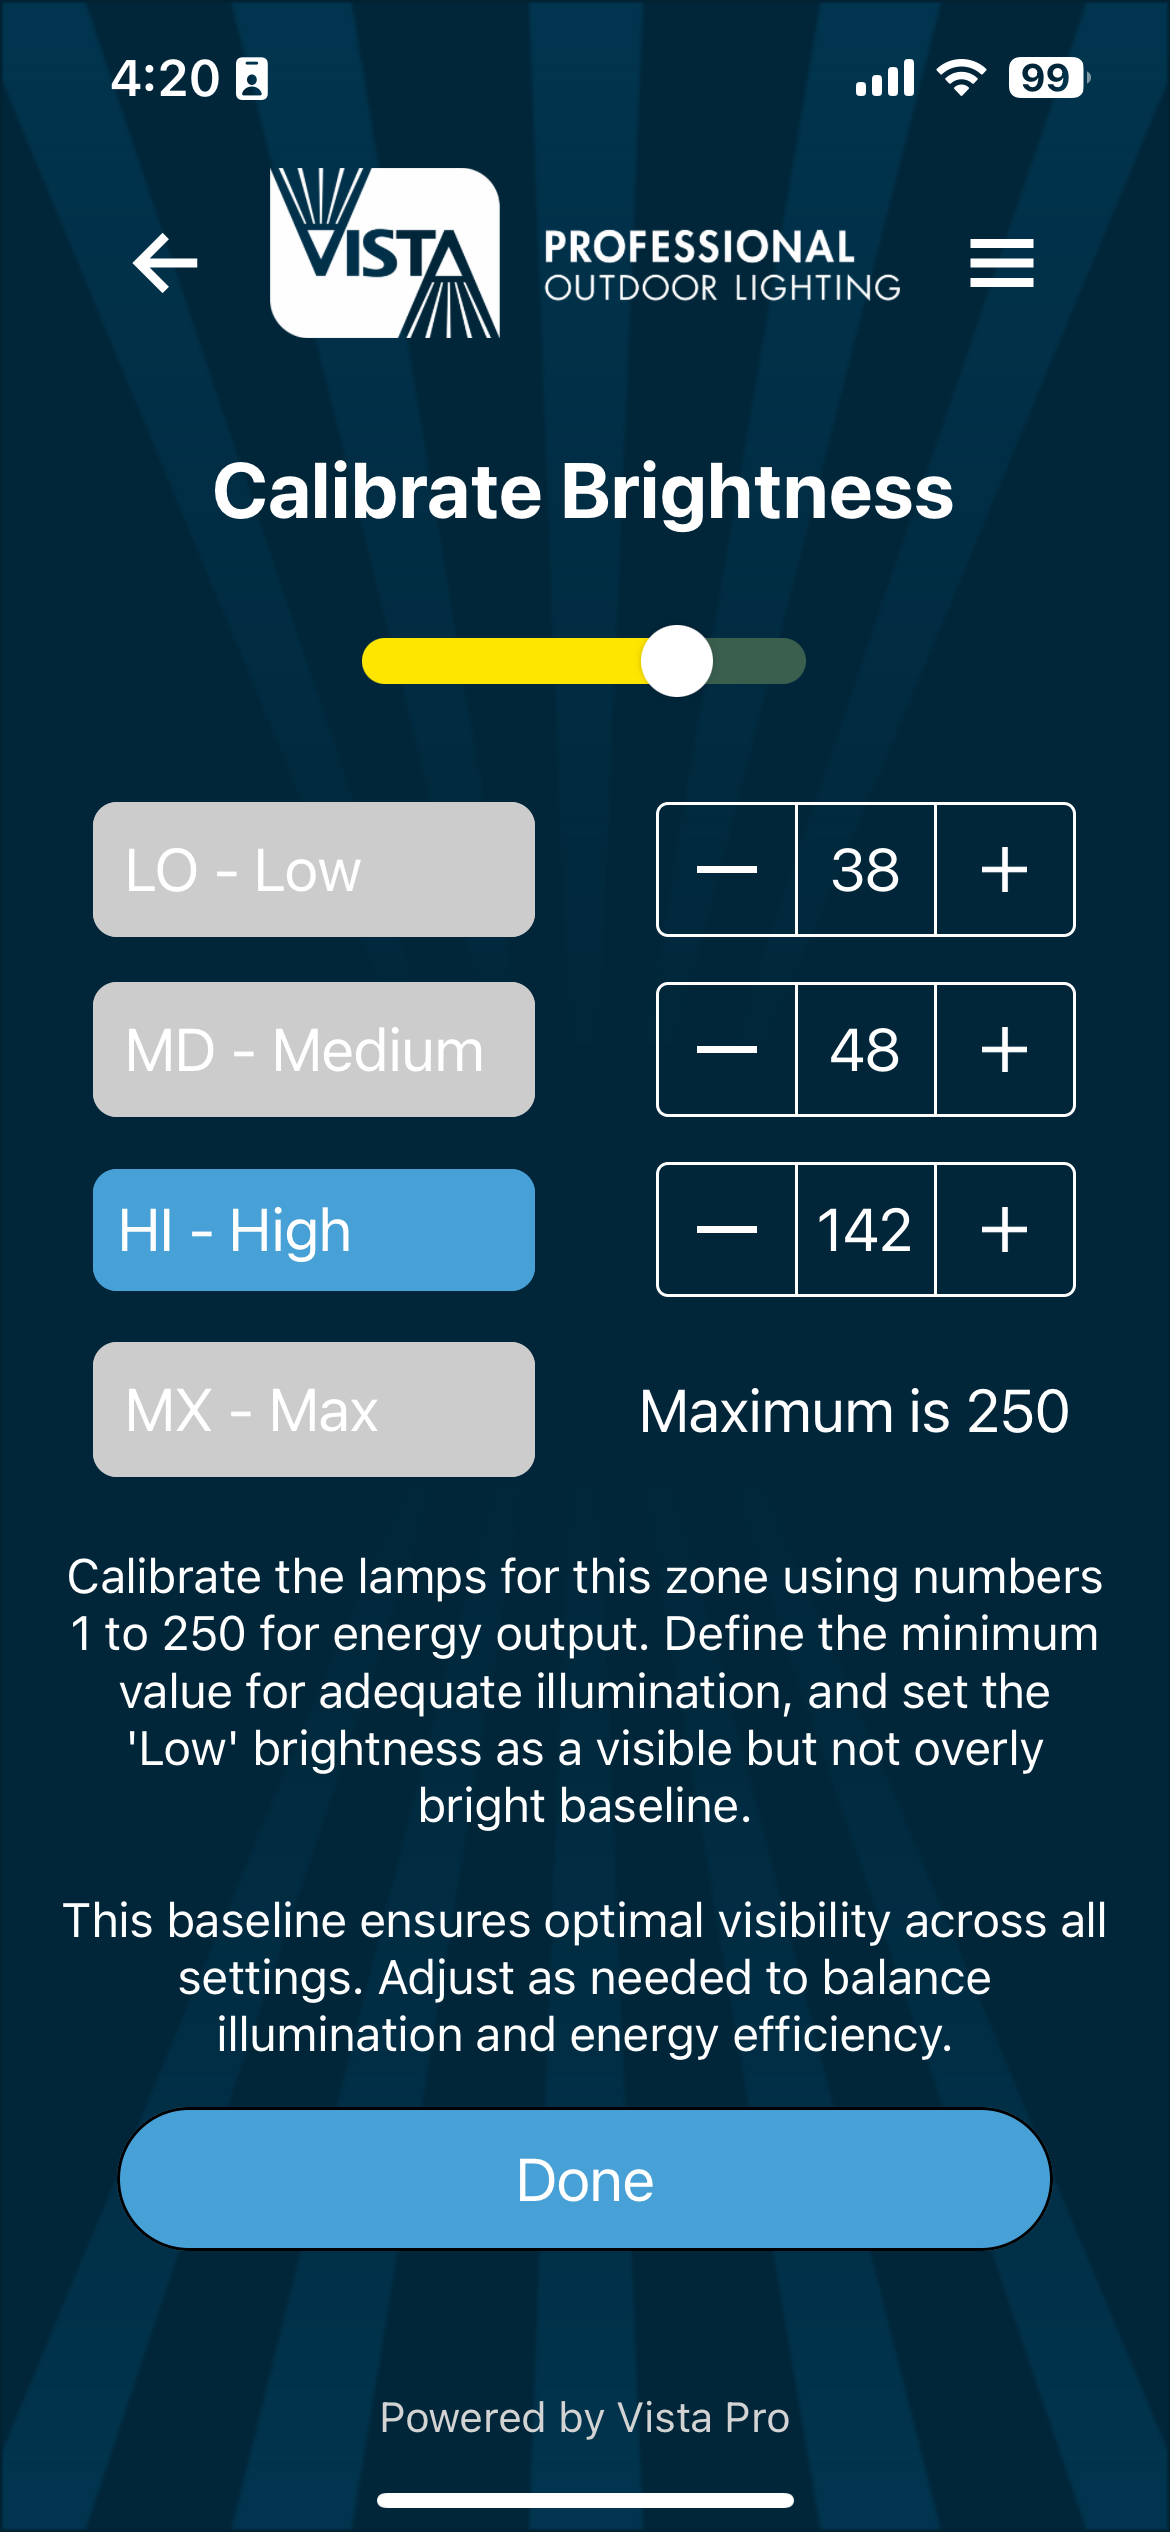 4:20
99
VISTA
PROFESSIONAL
OUTDOOR LIGHTING
Calibrate Brightness
LO - Low
38
MD - Medium
48
HI - High
142
MX - Max
Maximum is 250
Calibrate the lamps for this zone using numbers
1 to 250 for energy output. Define the minimum
value for adequate illumination, and set the
'Low' brightness as a visible but not overly
bright baseline.
This baseline ensures optimal visibility across all
settings. Adjust as needed to balance
illumination and energy efficiency.
Done
Powered by Vista Pro